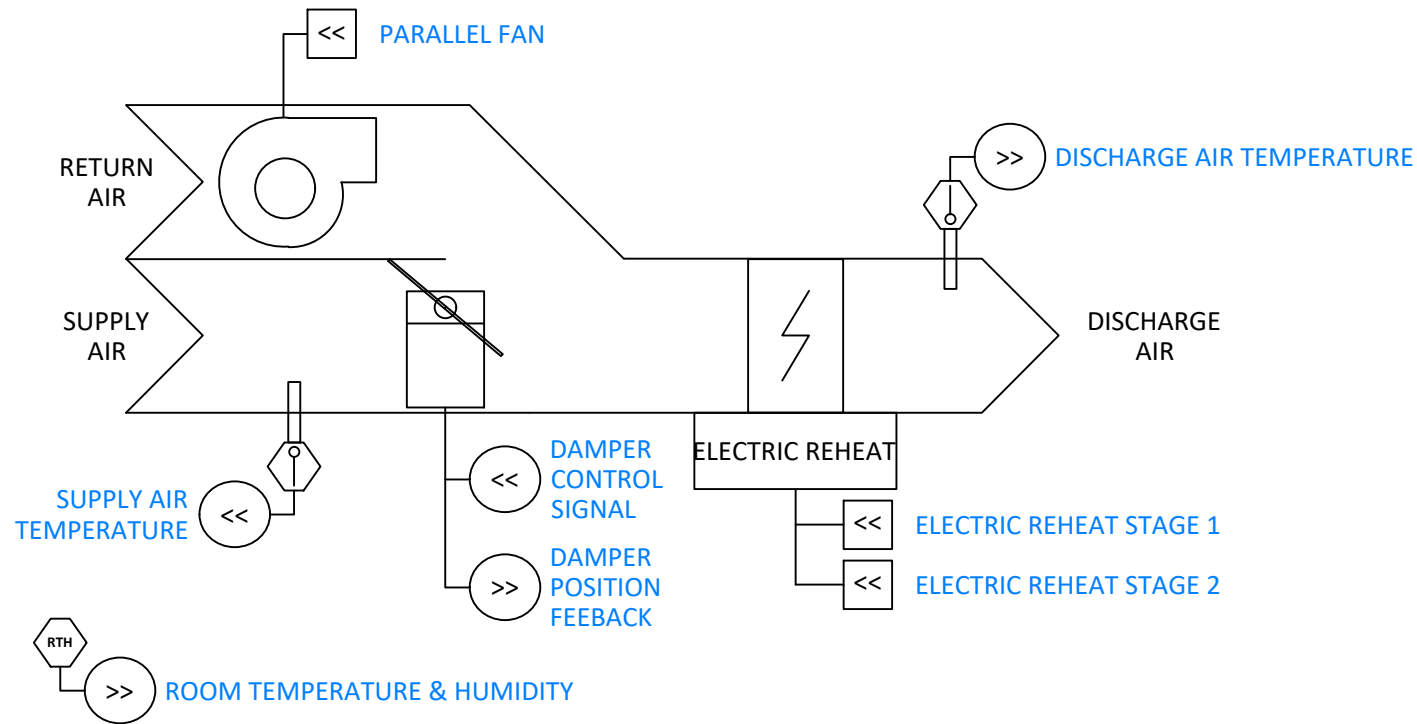 <<
PARALLEL FAN
RETURN
AIR
>>
DISCHARGE AIR TEMPERATURE
SUPPLY
AIR
DISCHARGE
AIR
ELECTRIC REHEAT
SUPPLY AIR
TEMPERATURE
<<
<<
DAMPER
CONTROL
SIGNAL
>>
DAMPER
POSITION
FEEBACK
<<
ELECTRIC REHEAT STAGE 1
<<
ELECTRIC REHEAT STAGE 2
RTH
>>
ROOM TEMPERATURE & HUMIDITY